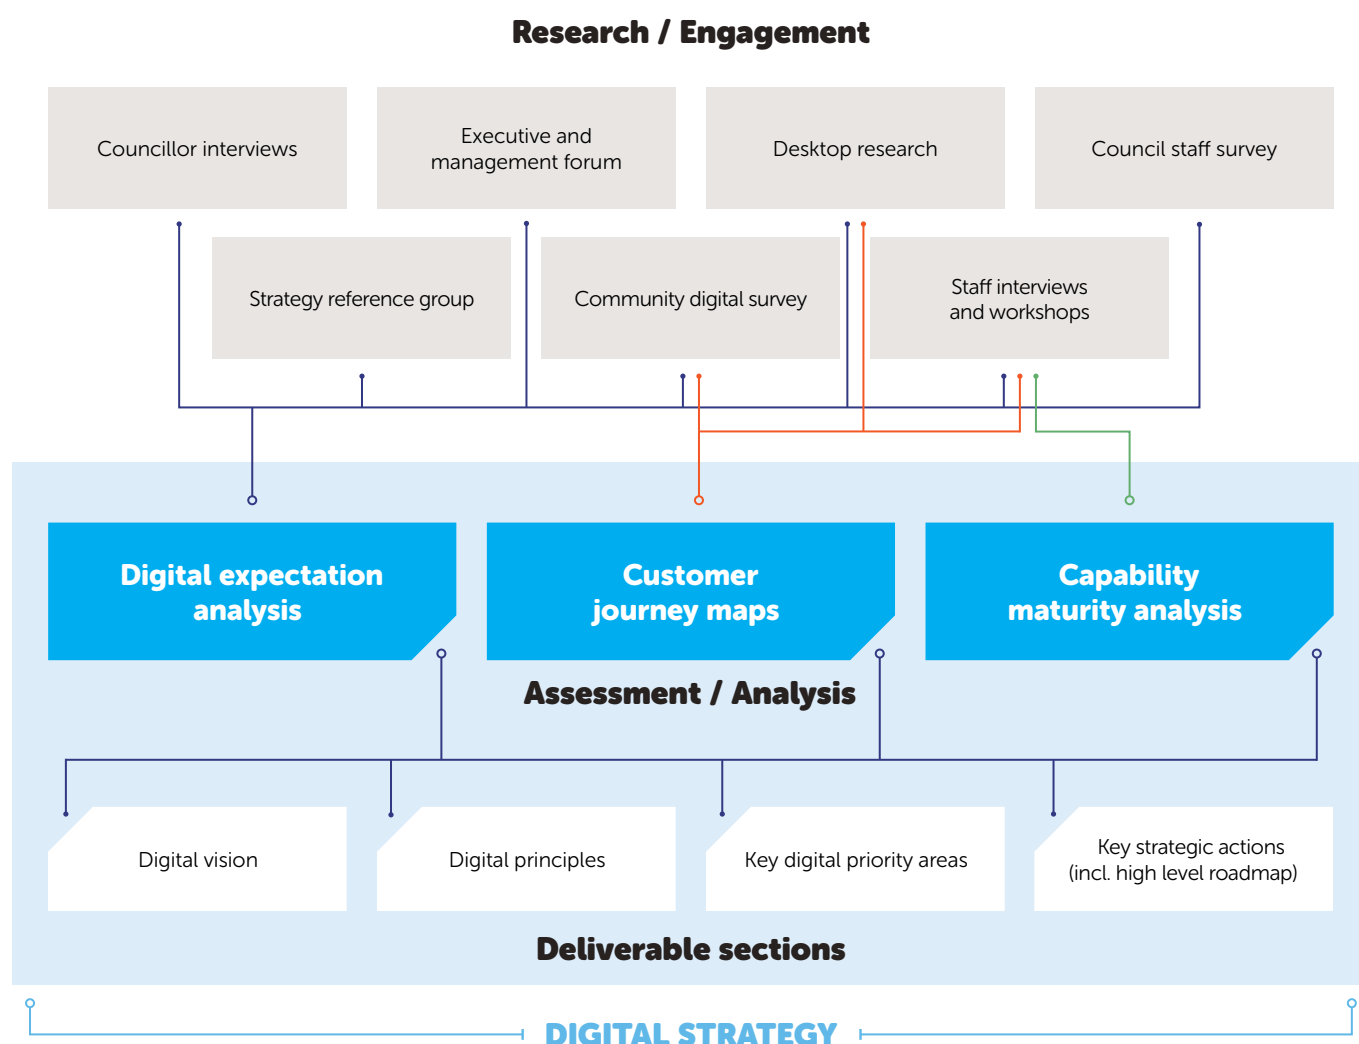 Research / Engagement
Councillor interviews
Executive and
management forum
Desktop research
Council staff survey
Strategy reference group
Community digital survey
Staff interviews
and workshops
Digital expectation
analysis
Customer
journey maps
Capability
maturity analysis
Assessment / Analysis
Digital vision
Digital principles
Key digital priority areas
Key strategic actions
(incl. high level roadmap)
Deliverable sections
DIGITAL STRATEGY